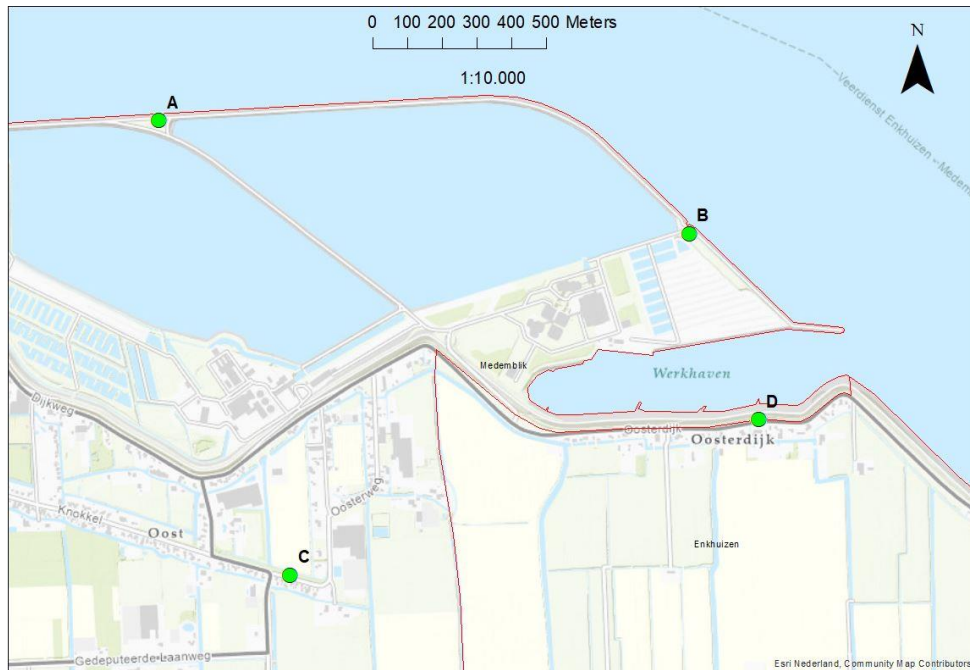 0 100 200 300 400 500 Meters
1:10.000
N
A
Veerdienst Enkhuizen - Medemb
B
Medemblik
Werkhaven
Dijkweg
D
Oosterdijk
Oosterdijk
Oosterweg
Knokkel
Oost
Enkhuizen
C
Gedeputeerde Laanweg
Esri Nederland, Community Map Contributors